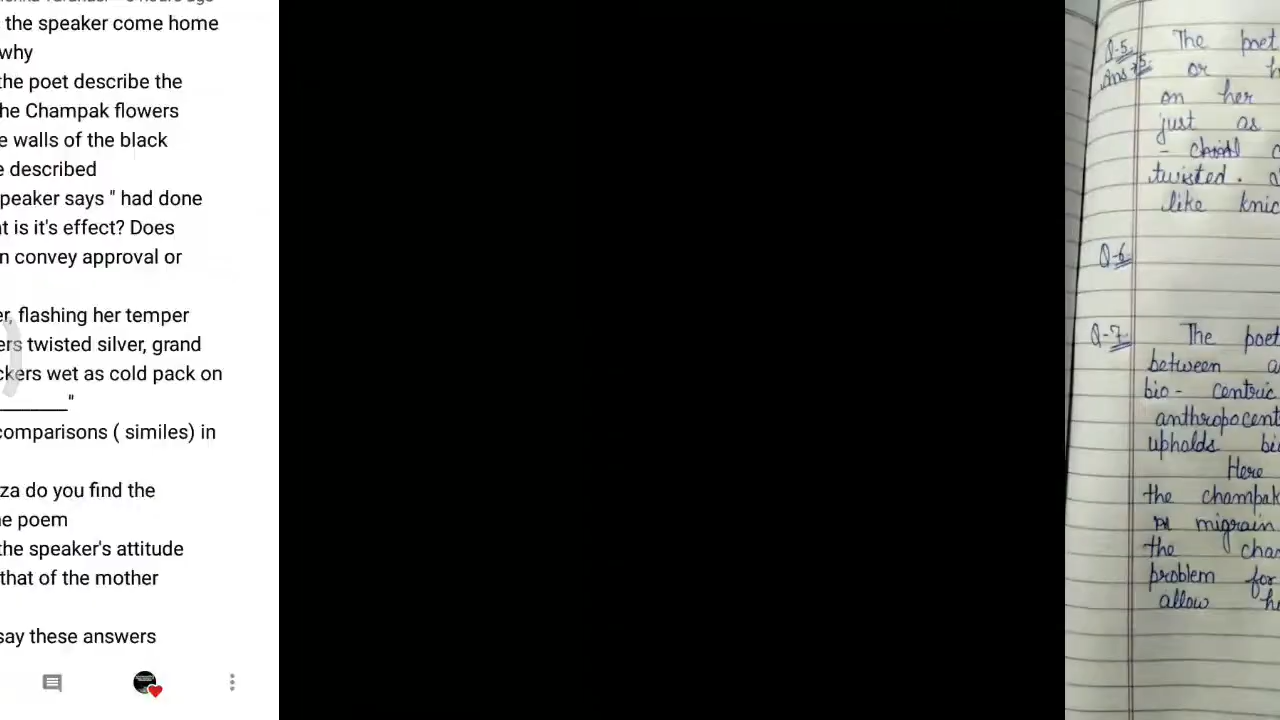 the speaker come home
why
the poet describe the
he Champak flowers
e walls of the black
e described
peaker says " had done
t is it's effect? Does
n convey approval or
er, flashing her temper
ers twisted silver, grand
ckers wet as cold pack on
________"
comparisons ( similes) in
za do you find the
e poem
the speaker's attitude
that of the mother
say these answers
Q-5. The poet
Ans→5. or h
on her
just as
- c
twisted.
like knic
Q-6
Q-7 The poet
between a
bio- centric
anthropocent
upholds bi
Here
the champak
migrain
the cha
problem for
allow he